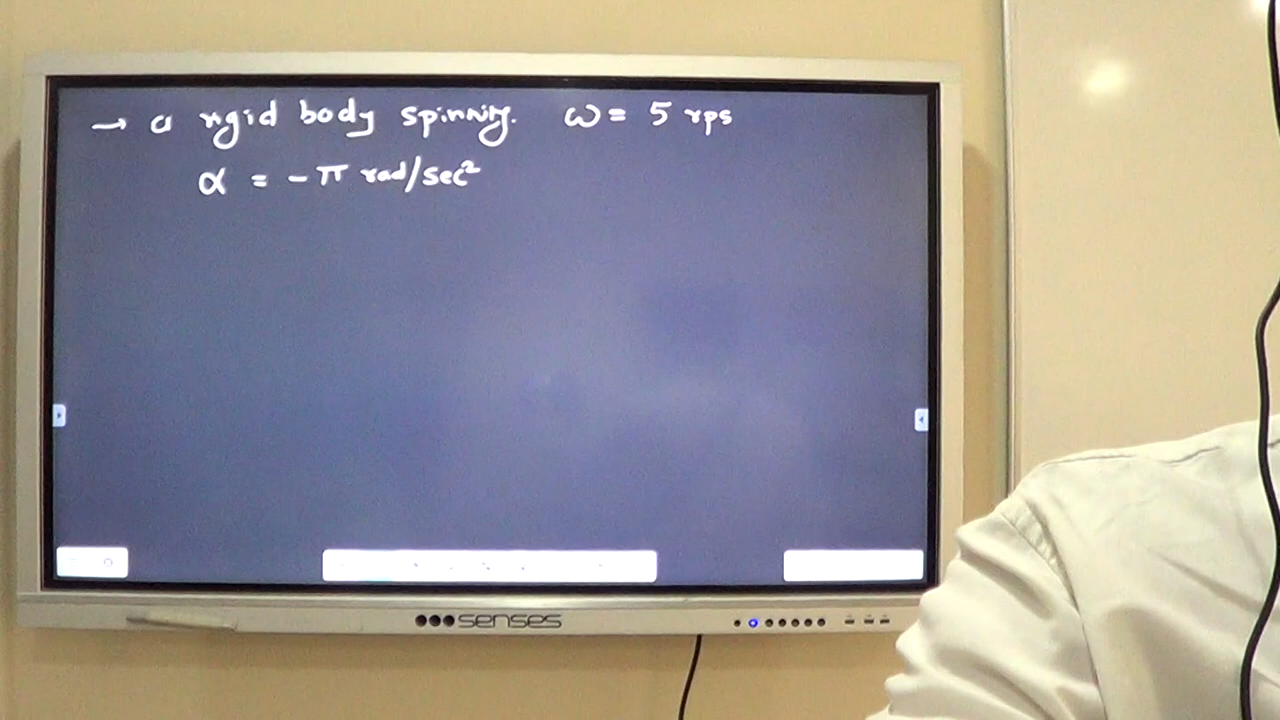 → a rigid body spinning. ω = 5 rps
α = -π rad/sec²
senses